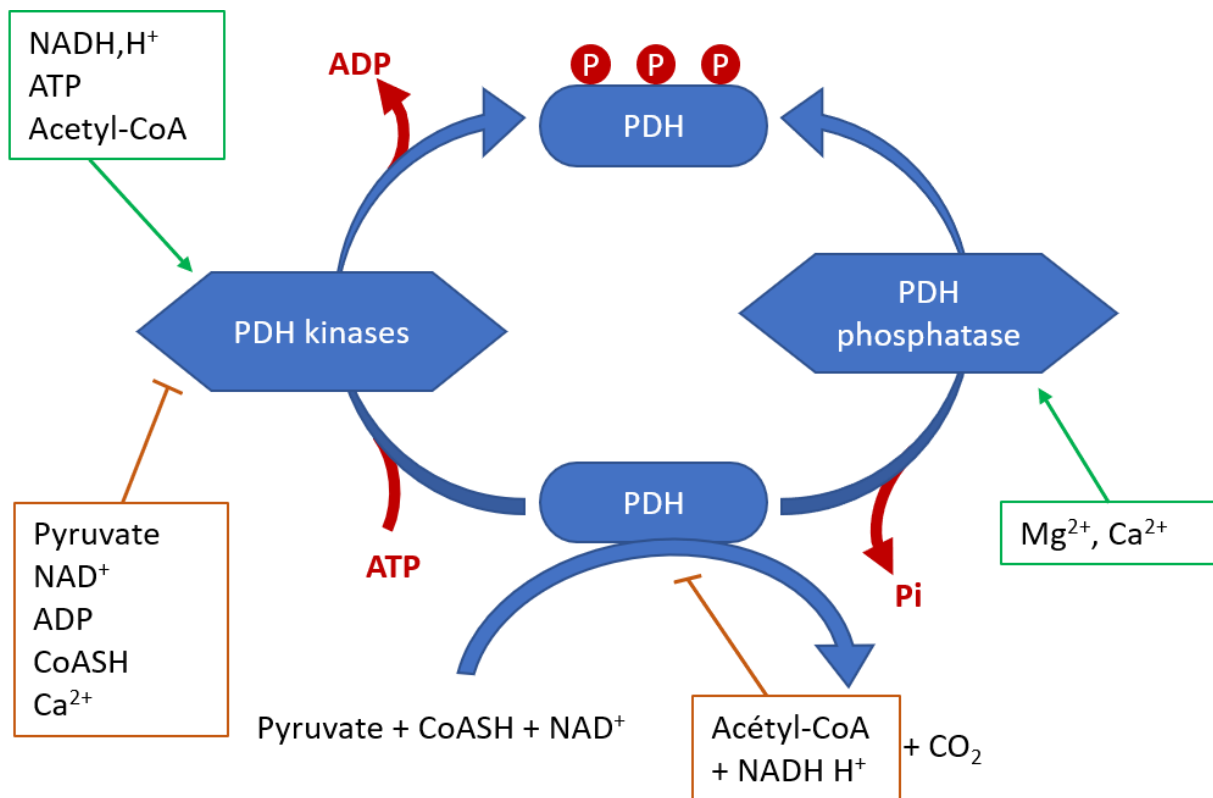 NADH,H⁺
ATP
Acetyl-CoA
ADP
P P P
PDH
PDH kinases
PDH
phosphatase
Pyruvate
NAD⁺
ADP
CoASH
Ca²⁺
ATP
PDH
Pi
Mg²⁺, Ca²⁺
Pyruvate + CoASH + NAD⁺
Acétyl-CoA
+ NADH H⁺
+ CO₂